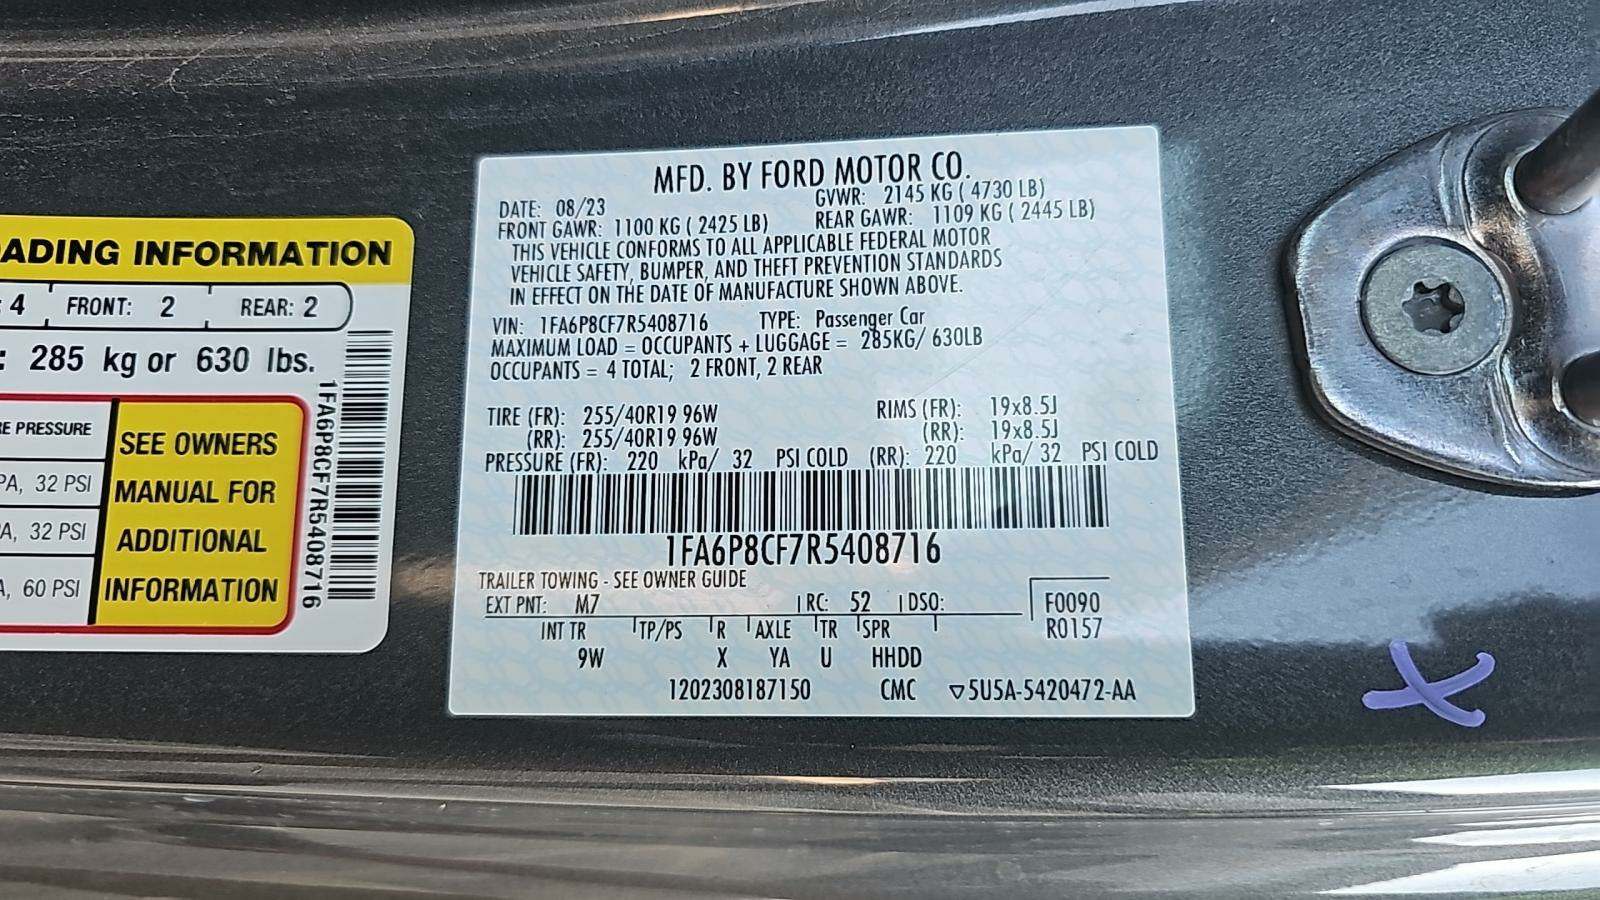 ADING INFORMATION
: 4 FRONT: 2 REAR: 2
: 285 kg or 630 lbs.
E PRESSURE
PA, 32 PSI
A, 32 PSI
A, 60 PSI
SEE OWNERS
MANUAL FOR
ADDITIONAL
INFORMATION
1FA6P8CF7R5408716
MFD. BY FORD MOTOR CO.
DATE: 08/23 GVWR: 2145 KG ( 4730 LB)
FRONT GAWR: 1100 KG ( 2425 LB) REAR GAWR: 1109 KG ( 2445 LB)
THIS VEHICLE CONFORMS TO ALL APPLICABLE FEDERAL MOTOR
VEHICLE SAFETY, BUMPER, AND THEFT PREVENTION STANDARDS
IN EFFECT ON THE DATE OF MANUFACTURE SHOWN ABOVE.
VIN: 1FA6P8CF7R5408716 TYPE: Passenger Car
MAXIMUM LOAD = OCCUPANTS + LUGGAGE = 285KG/ 630LB
OCCUPANTS = 4 TOTAL; 2 FRONT, 2 REAR
TIRE (FR): 255/40R19 96W RIMS (FR): 19x8.5J
(RR): 255/40R19 96W (RR): 19x8.5J
PRESSURE (FR): 220 kPa/ 32 PSI COLD (RR): 220 kPa/ 32 PSI COLD
1FA6P8CF7R5408716
TRAILER TOWING - SEE OWNER GUIDE
EXT PNT: M7 RC: 52 DSO: F0090
INT TR TP/PS R AXLE TR SPR R0157
9W X YA U HHDD
1202308187150 CMC ▽5U5A-5420472-AA
X